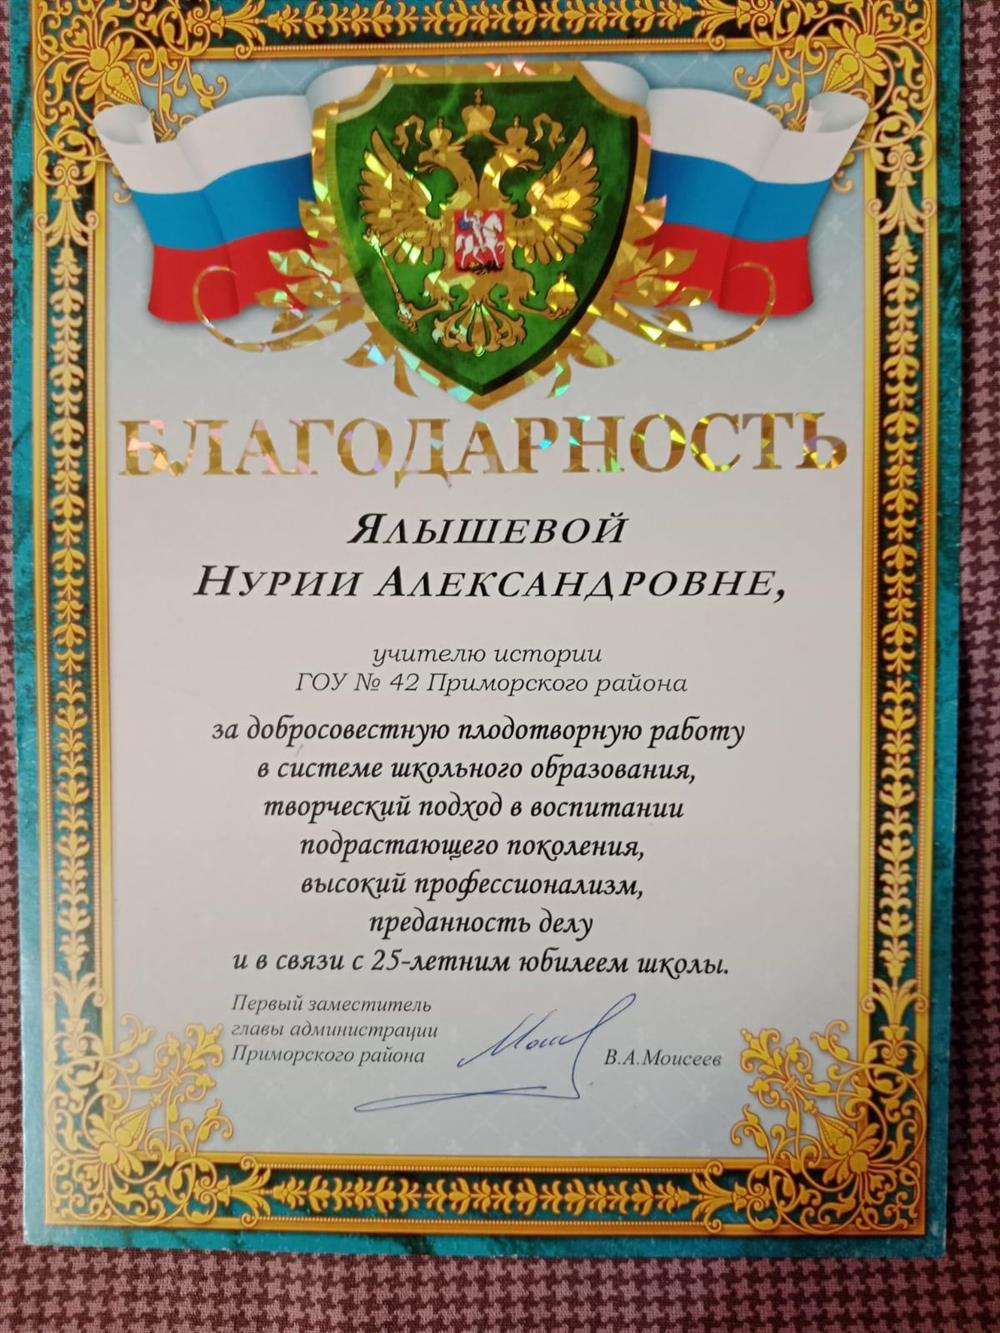 БЛАГОДАРНОСТЬ
ЯЛЫШЕВОЙ
НУРИИ АЛЕКСАНДРОВНЕ,
учителю истории
ГОУ № 42 Приморского района
за добросовестную плодотворную работу
в системе школьного образования,
творческий подход в воспитании
подрастающего поколения,
высокий профессионализм,
преданность делу
и в связи с 25-летним юбилеем школы.
Первый заместитель
главы администрации
Приморского района
В.А.Моисеев